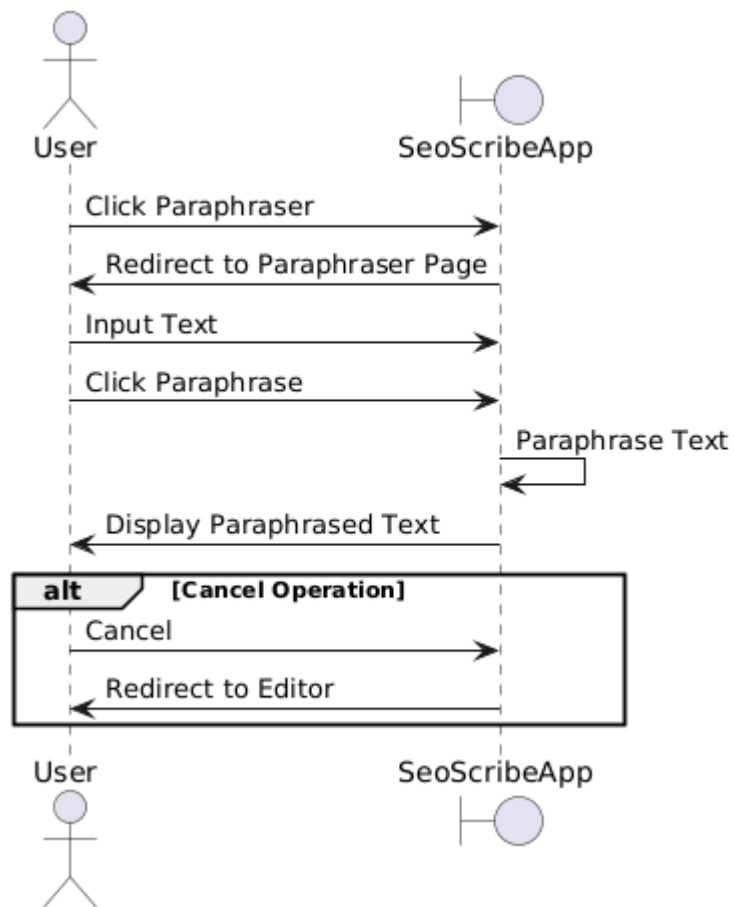 User
SeoScribeApp
Click Paraphraser
Redirect to Paraphraser Page
Input Text
Click Paraphrase
Paraphrase Text
Display Paraphrased Text
alt [Cancel Operation]
Cancel
Redirect to Editor
User
SeoScribeApp